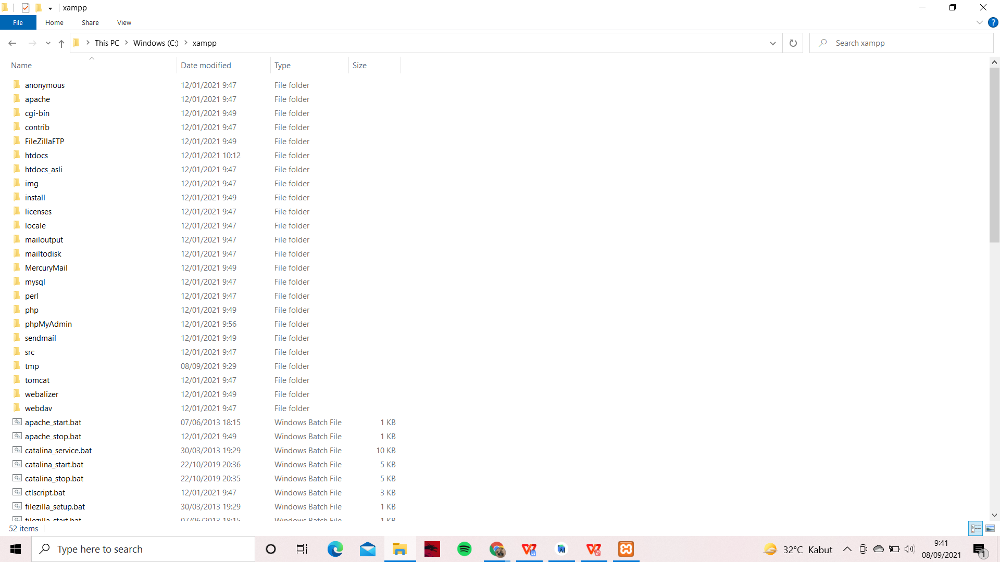 xampp
File Home Share View
This PC Windows (C:) xampp
Search xampp
Name Date modified Type Size
anonymous 12/01/2021 9:47 File folder
apache 12/01/2021 9:47 File folder
cgi-bin 12/01/2021 9:49 File folder
contrib 12/01/2021 9:47 File folder
FileZillaFTP 12/01/2021 9:49 File folder
htdocs 12/01/2021 10:12 File folder
htdocs_asli 12/01/2021 9:47 File folder
img 12/01/2021 9:47 File folder
install 12/01/2021 9:49 File folder
licenses 12/01/2021 9:47 File folder
locale 12/01/2021 9:47 File folder
mailoutput 12/01/2021 9:47 File folder
mailtodisk 12/01/2021 9:47 File folder
MercuryMail 12/01/2021 9:49 File folder
mysql 12/01/2021 9:47 File folder
perl 12/01/2021 9:47 File folder
php 12/01/2021 9:49 File folder
phpMyAdmin 12/01/2021 9:56 File folder
sendmail 12/01/2021 9:49 File folder
src 12/01/2021 9:47 File folder
tmp 08/09/2021 9:29 File folder
tomcat 12/01/2021 9:47 File folder
webalizer 12/01/2021 9:49 File folder
webdav 12/01/2021 9:47 File folder
apache_start.bat 07/06/2013 18:15 Windows Batch File 1 KB
apache_stop.bat 12/01/2021 9:49 Windows Batch File 1 KB
catalina_service.bat 30/03/2013 19:29 Windows Batch File 10 KB
catalina_start.bat 22/10/2019 20:36 Windows Batch File 5 KB
catalina_stop.bat 22/10/2019 20:35 Windows Batch File 5 KB
ctlscript.bat 12/01/2021 9:47 Windows Batch File 3 KB
filezilla_setup.bat 30/03/2013 19:29 Windows Batch File 1 KB
filezilla_start.bat 07/06/2013 18:15 Windows Batch File 1 KB
52 items
Type here to search
32°C Kabut
9:41
08/09/2021
1